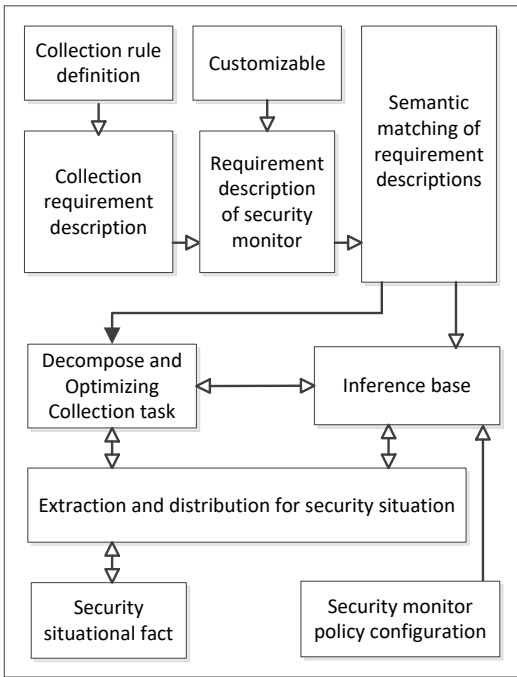 Collection rule
definition
Customizable
Semantic
matching of
requirement
descriptions
Collection
requirement
description
Requirement
description
of security
monitor
Decompose and
Optimizing
Collection task
Inference base
Extraction and distribution for security situation
Security
situational fact
Security monitor
policy configuration